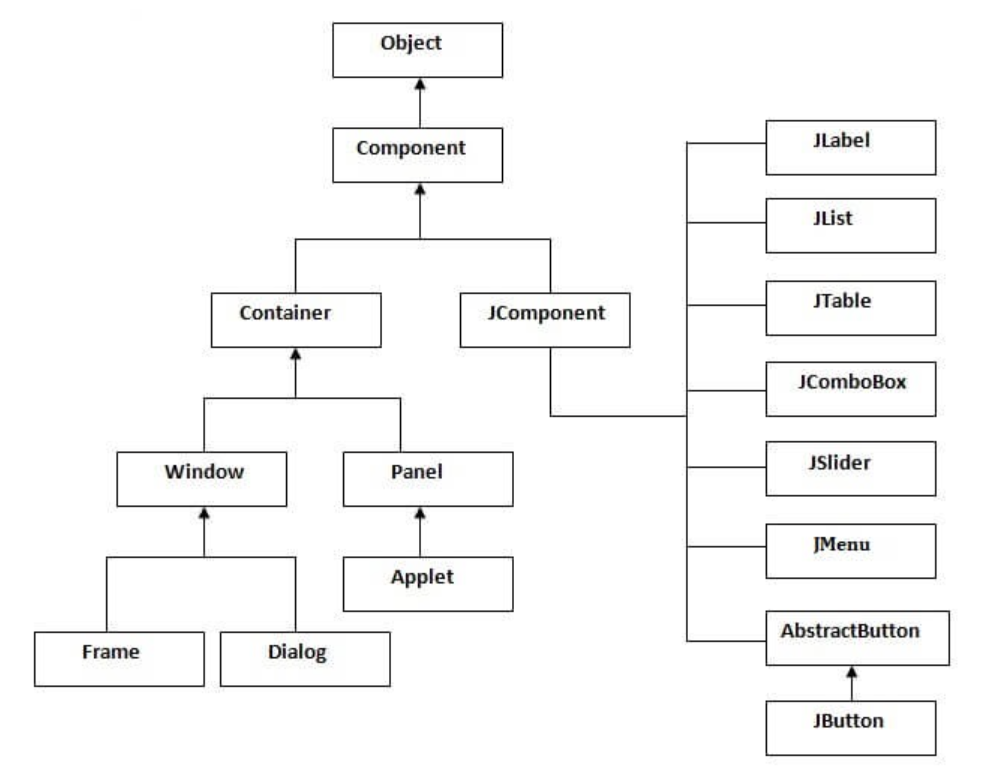 Object
Component
Container
JComponent
Window
Panel
Applet
Frame
Dialog
JLabel
JList
JTable
JComboBox
JSlider
JMenu
AbstractButton
JButton